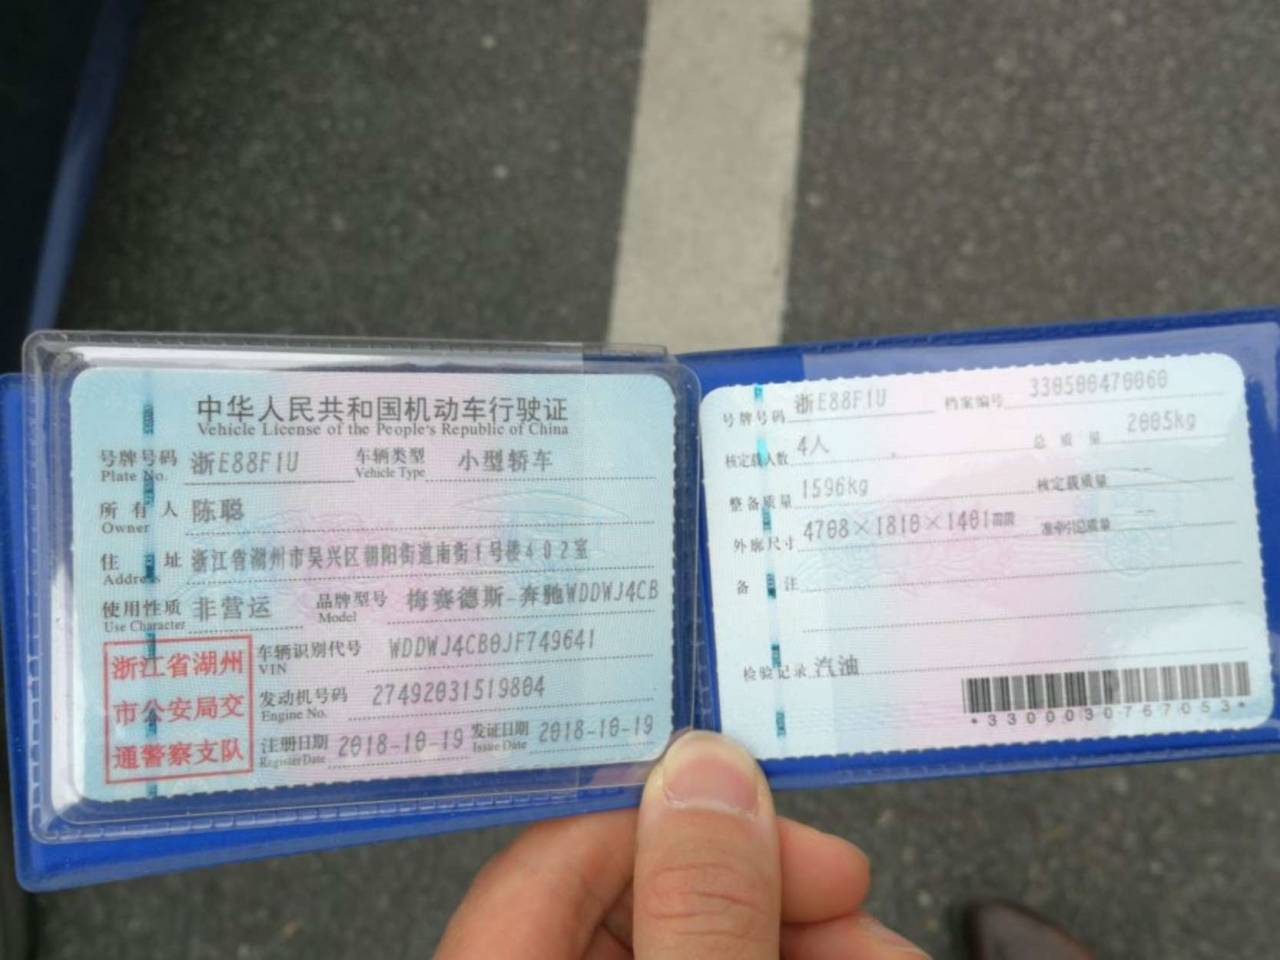 中华人民共和国机动车行驶证
Vehicle License of the People's Republic of China
号牌号码 浙E88F1U 车辆类型 小型轿车
Plate No. Vehicle Type
所有人 陈聪
Owner
住址 浙江省湖州市吴兴区朝阳街道南街1号楼402室
Address
使用性质 非营运 品牌型号 梅赛德斯-奔驰WDDWJ4CB
Use Character Model
浙江省湖州
市公安局交
通警察支队
车辆识别代号 WDDWJ4CB0JF749641
VIN
发动机号码 27492031519804
Engine No.
注册日期 2018-10-19 发证日期 2018-10-19
Register Date Issue Date
号牌号码 浙E88F1U 档案编号 330500470060
核定载人数 4人 总质量 2005kg
整备质量 1596kg 核定载质量 --
外廓尺寸 4708×1810×1401 准牵引总质量 --
备注
检验记录 汽油
*3300030767053*